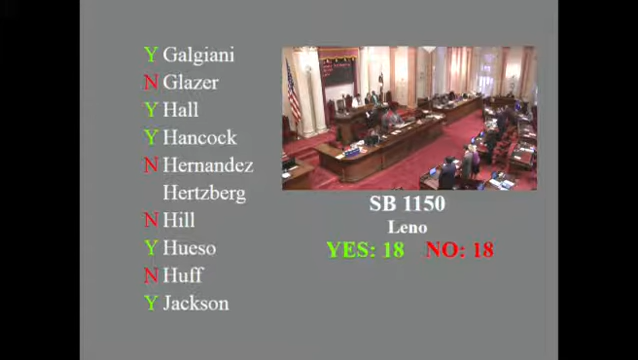 Y Galgiani
N Glazer
Y Hall
Y Hancock
N Hernandez
Hertzberg
N Hill
Y Hueso
N Huff
Y Jackson
SB 1150
Leno
YES: 18 NO: 18